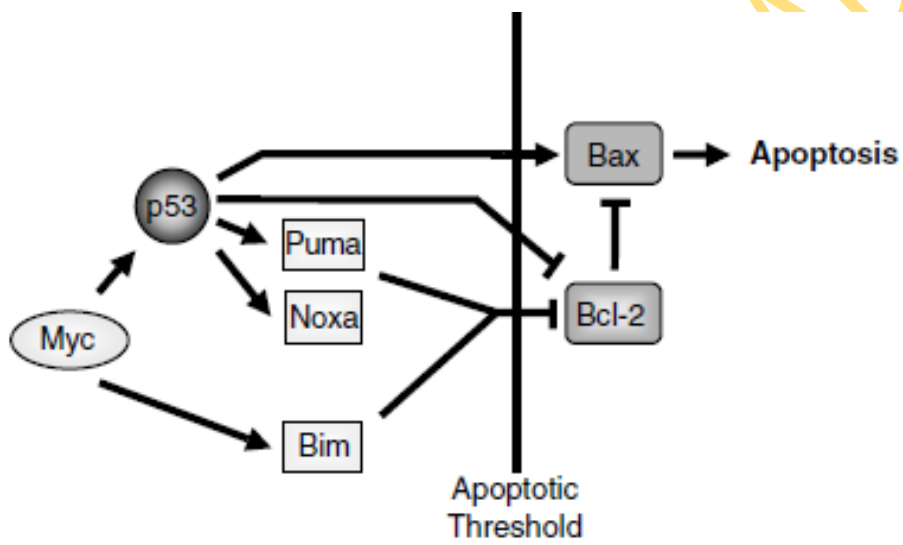 Bax
Apoptosis
p53
Puma
Noxa
Bcl-2
Myc
Bim
Apoptotic
Threshold